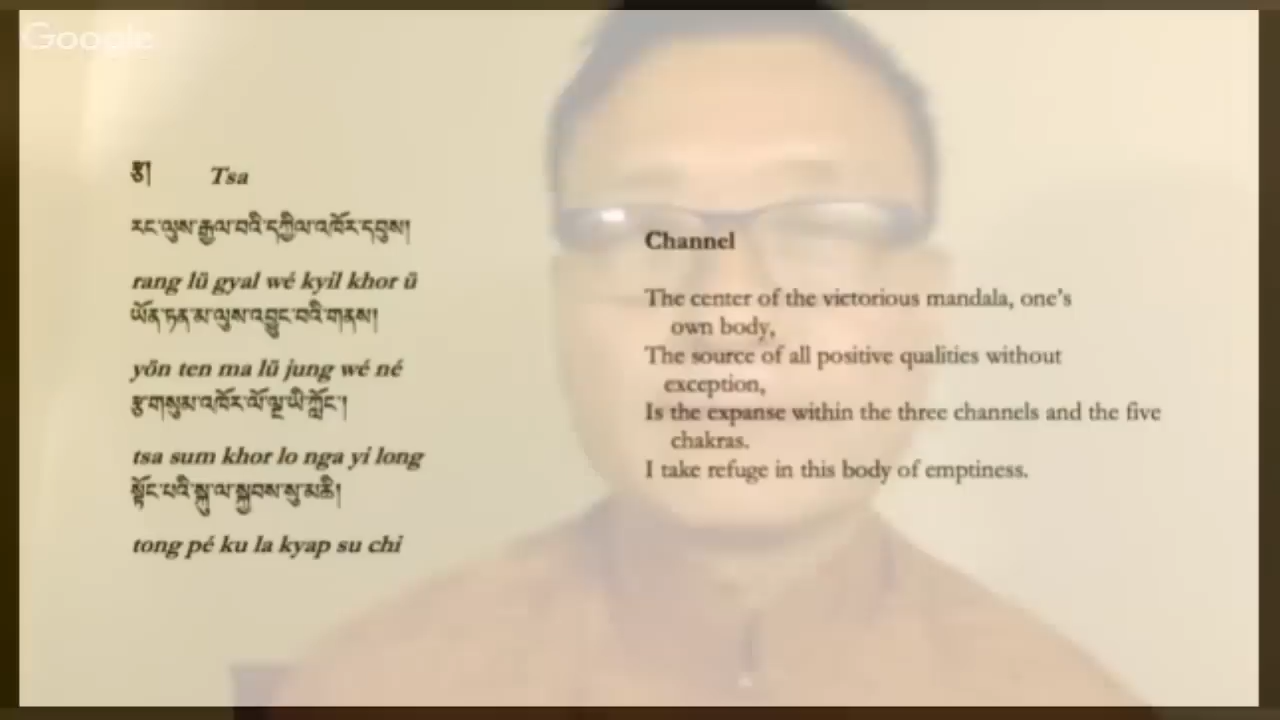 Google
རྩ། Tsa
རང་ལུས་རྒྱལ་བའི་དཀྱིལ་འཁོར་དབུས།
rang lü gyal wé kyil khor ü
ཡོན་ཏན་མ་ལུས་འབྱུང་བའི་གནས།
yön ten ma lü jung wé né
རྩ་གསུམ་འཁོར་ལོ་ལྔ་ཡི་ཀློང་།
tsa sum khor lo nga yi long
སྟོང་པའི་སྐུ་ལ་སྐྱབས་སུ་མཆི།
tong pé ku la kyap su chi
Channel
The center of the victorious mandala, one’s
own body,
The source of all positive qualities without
exception,
Is the expanse within the three channels and the five
chakras.
I take refuge in this body of emptiness.